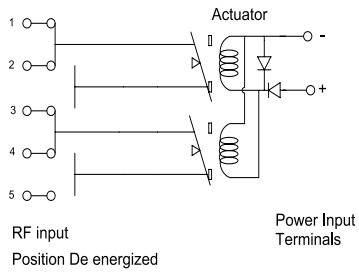 Actuator
1
-
2
+
3
4
5
RF input
Position De energized
Power Input
Terminals